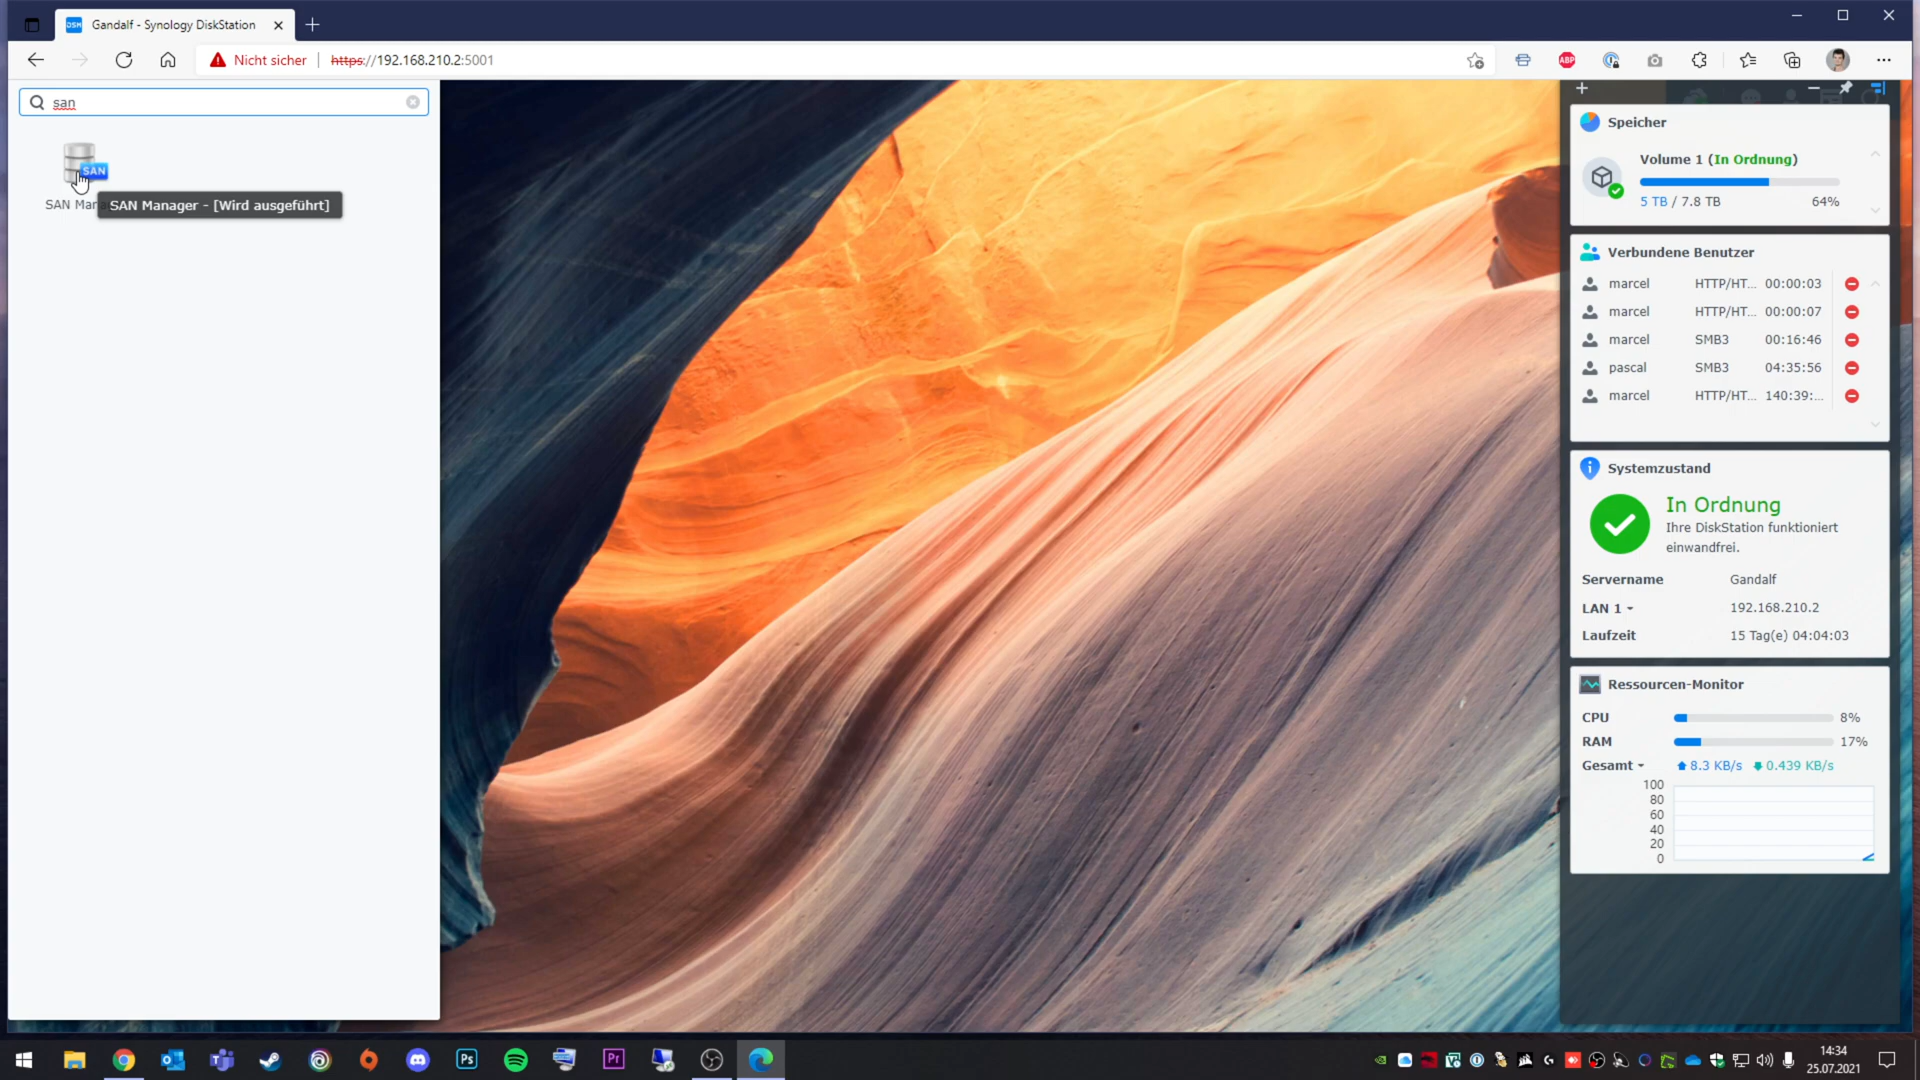 DSM Gandalf - Synology DiskStation
Nicht sicher https://192.168.210.2:5001
ABP
san
SAN
SAN Mana
SAN Manager - [Wird ausgeführt]
Speicher
Volume 1 (In Ordnung)
5 TB / 7.8 TB 64%
Verbundene Benutzer
marcel HTTP/HT... 00:00:03
marcel HTTP/HT... 00:00:07
marcel SMB3 00:16:46
pascal SMB3 04:35:56
marcel HTTP/HT... 140:39:...
Systemzustand
In Ordnung
Ihre DiskStation funktioniert
einwandfrei.
Servername Gandalf
LAN 1 192.168.210.2
Laufzeit 15 Tag(e) 04:04:03
Ressourcen-Monitor
CPU 8%
RAM 17%
Gesamt 8.3 KB/s 0.439 KB/s
100
80
60
40
20
0
Ps
Pr
14:34
25.07.2021